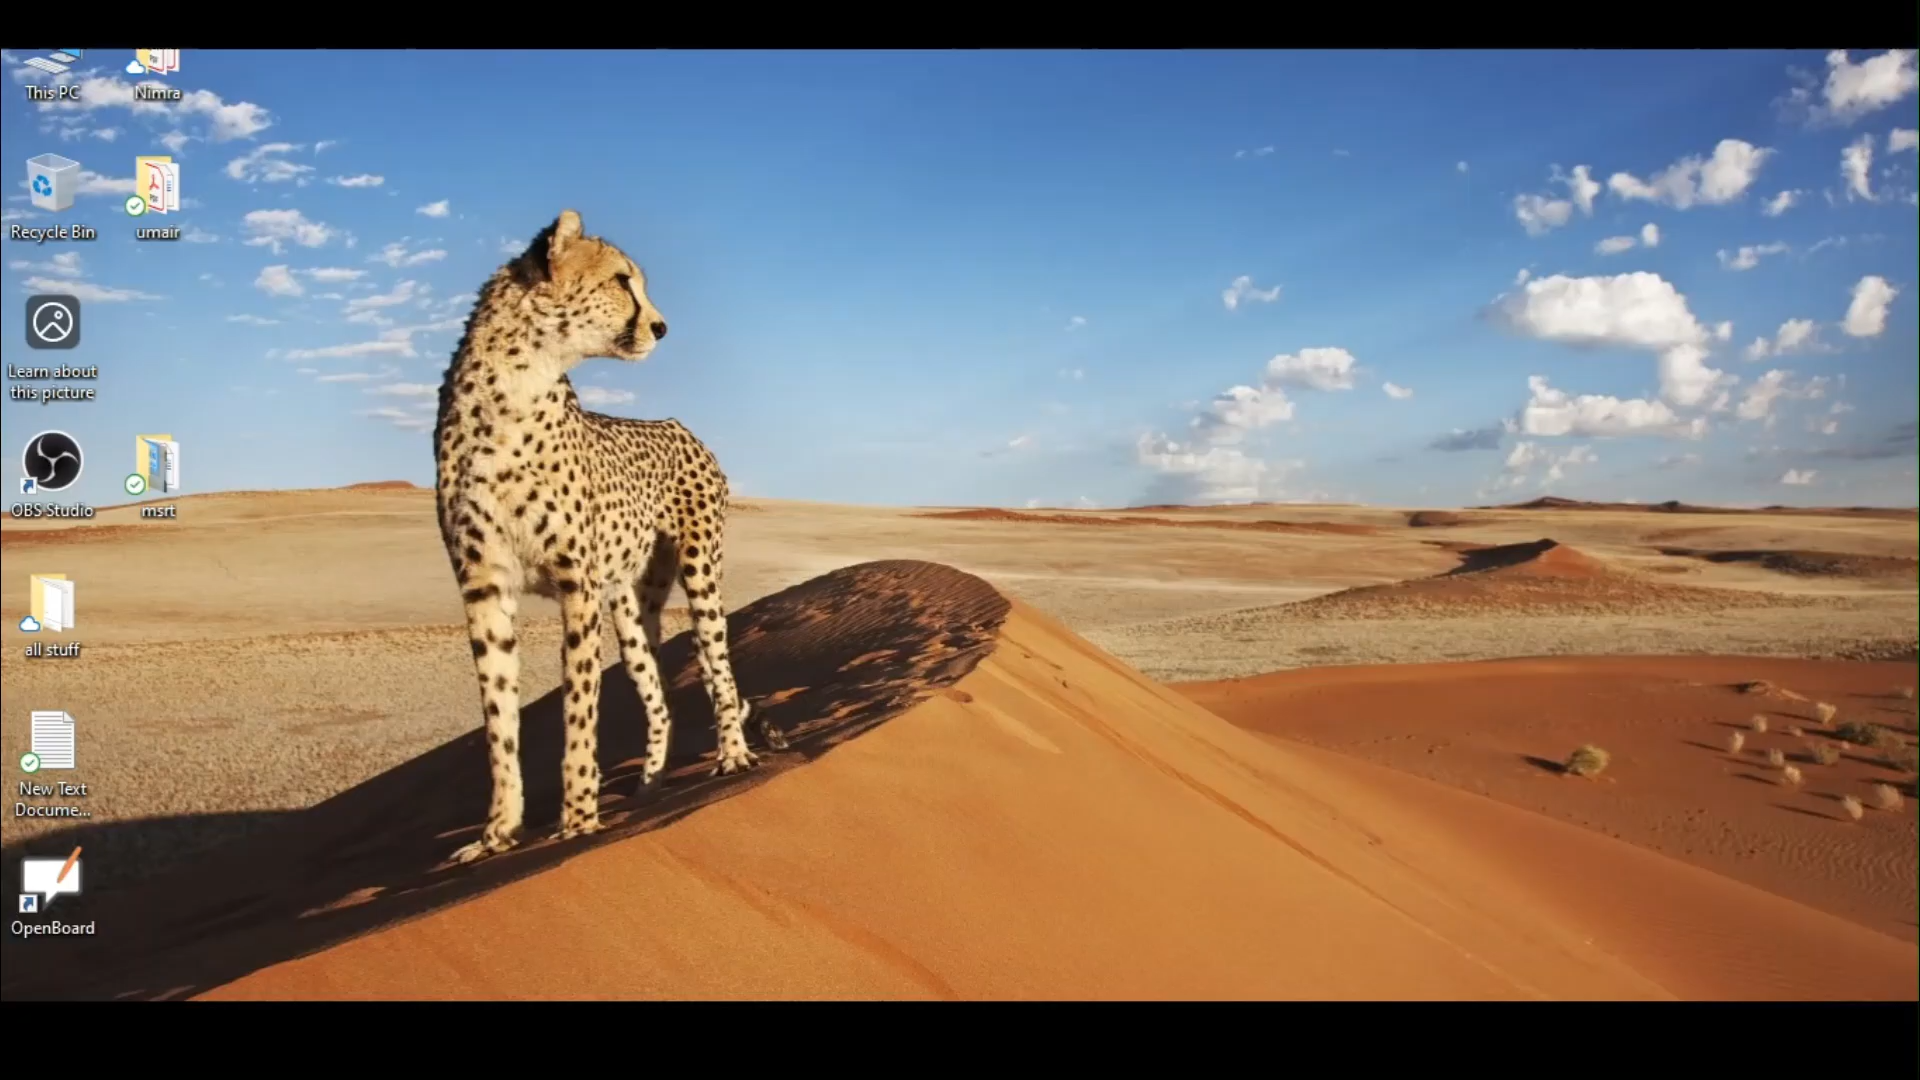 This PC
Nimra
Recycle Bin
umair
Learn about
this picture
OBS Studio
msrt
all stuff
New Text
Docume...
OpenBoard